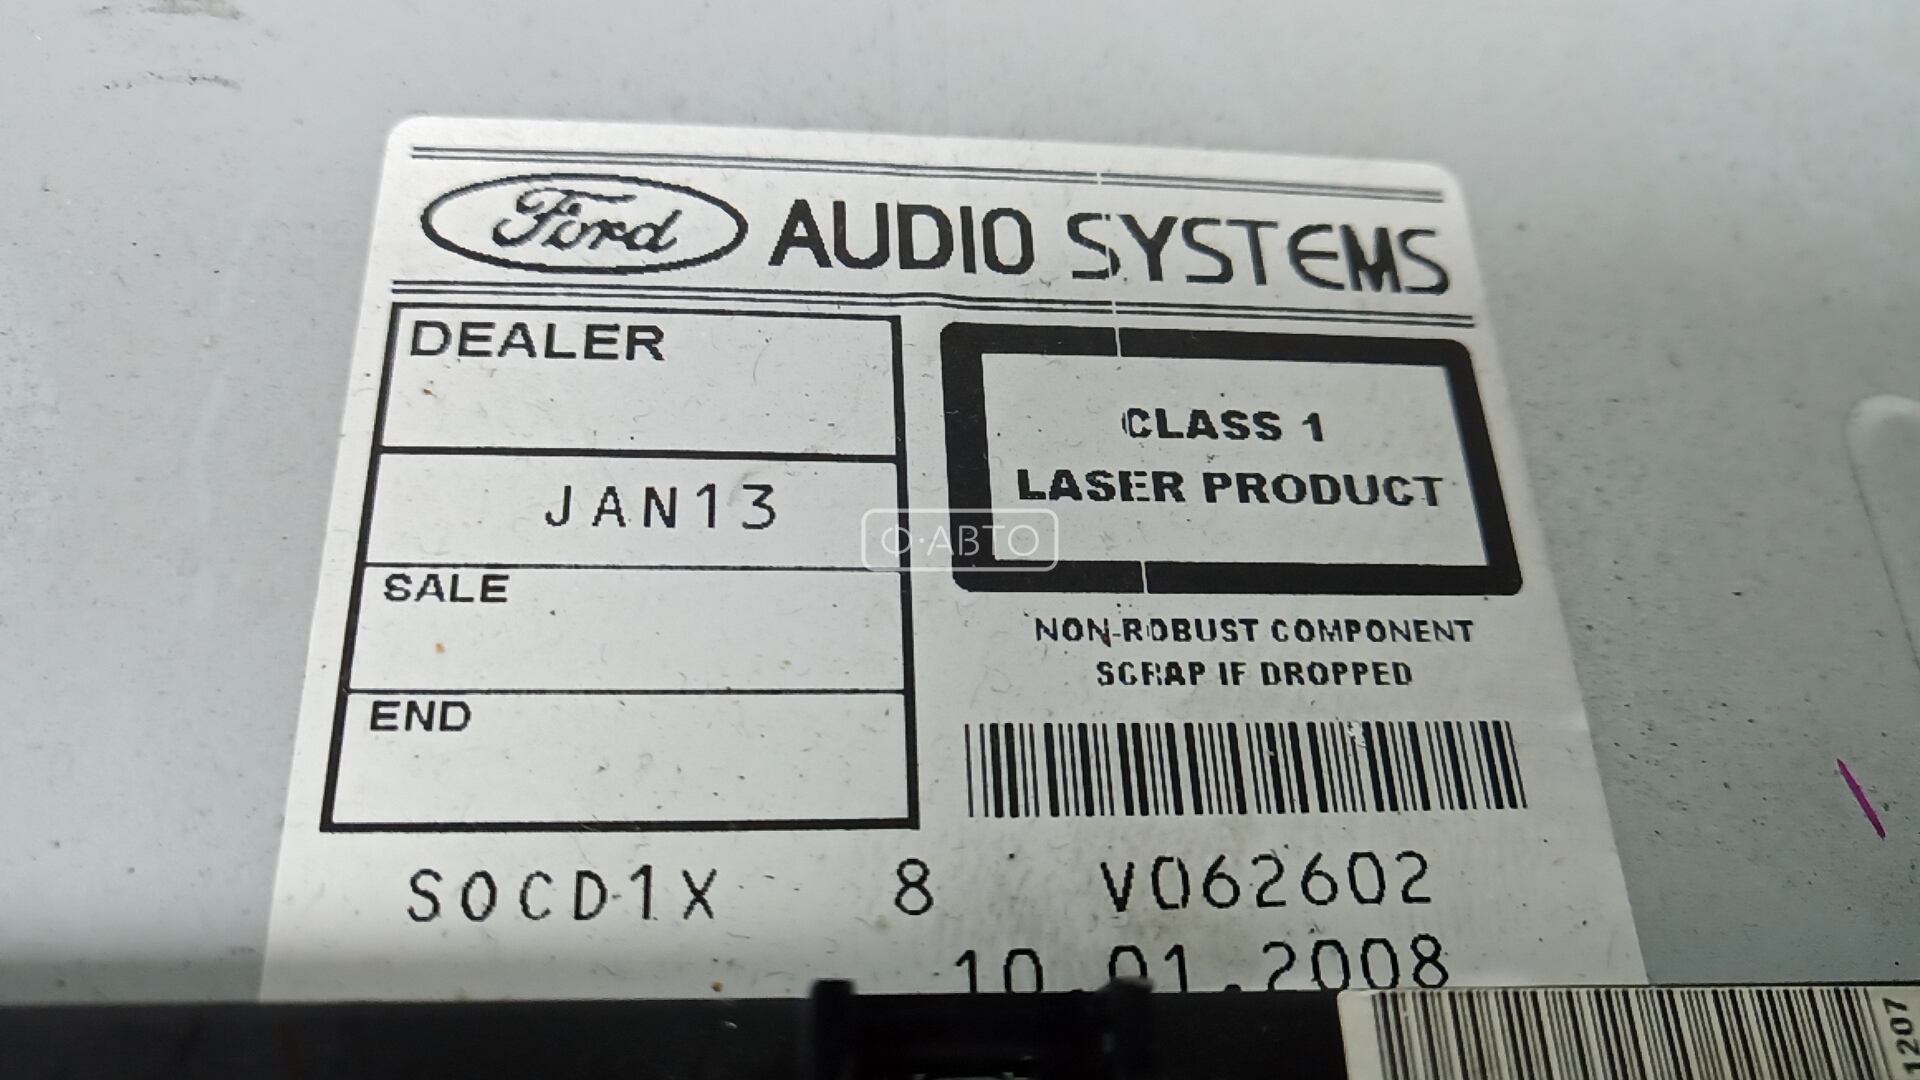 Ford AUDIO SYSTEMS
DEALER
JAN13
SALE
END
CLASS 1
LASER PRODUCT
NON-ROBUST COMPONENT
SCRAP IF DROPPED
SOCD1X 8 V062602
10.01.2008
1207
О·АВТО